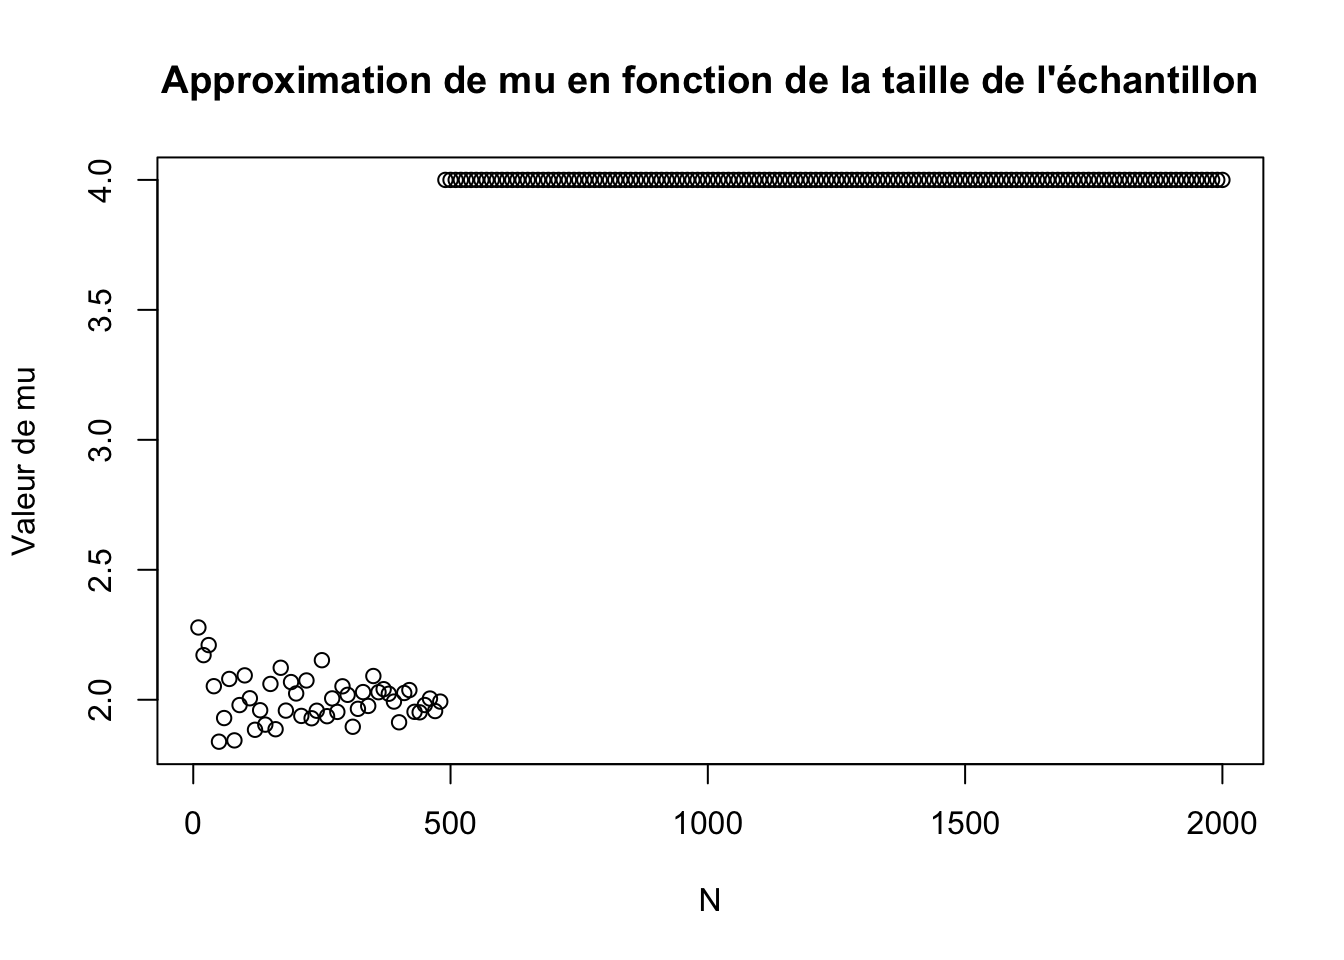 Approximation de mu en fonction de la taille de l'échantillon
Valeur de mu
4.0
3.5
3.0
2.5
2.0
0 500 1000 1500 2000
N